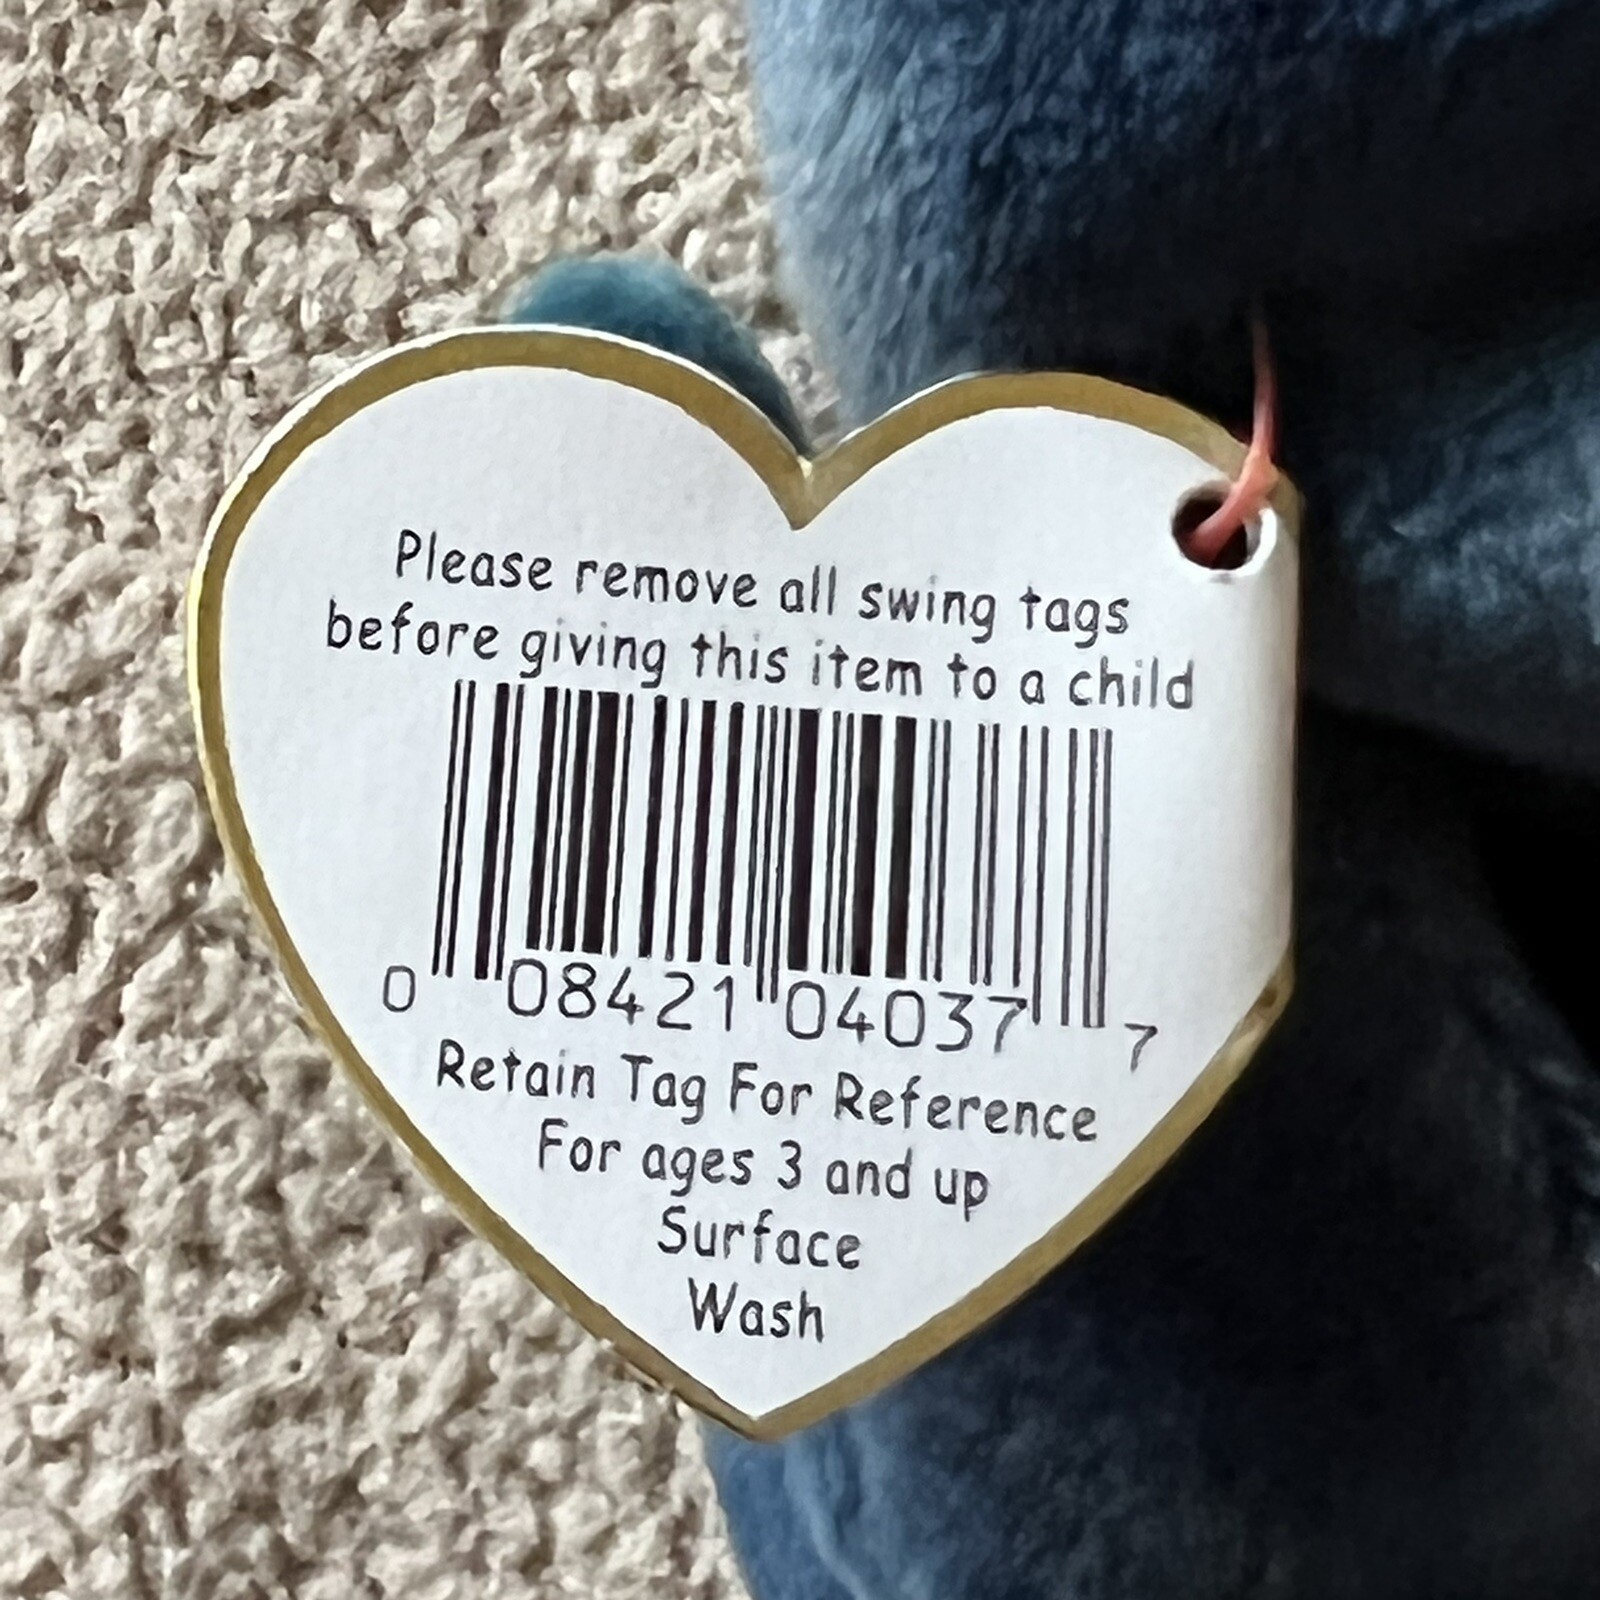 Please remove all swing tags
before giving this item to a child
0 08421 04037 7
Retain Tag For Reference
For ages 3 and up
Surface
Wash